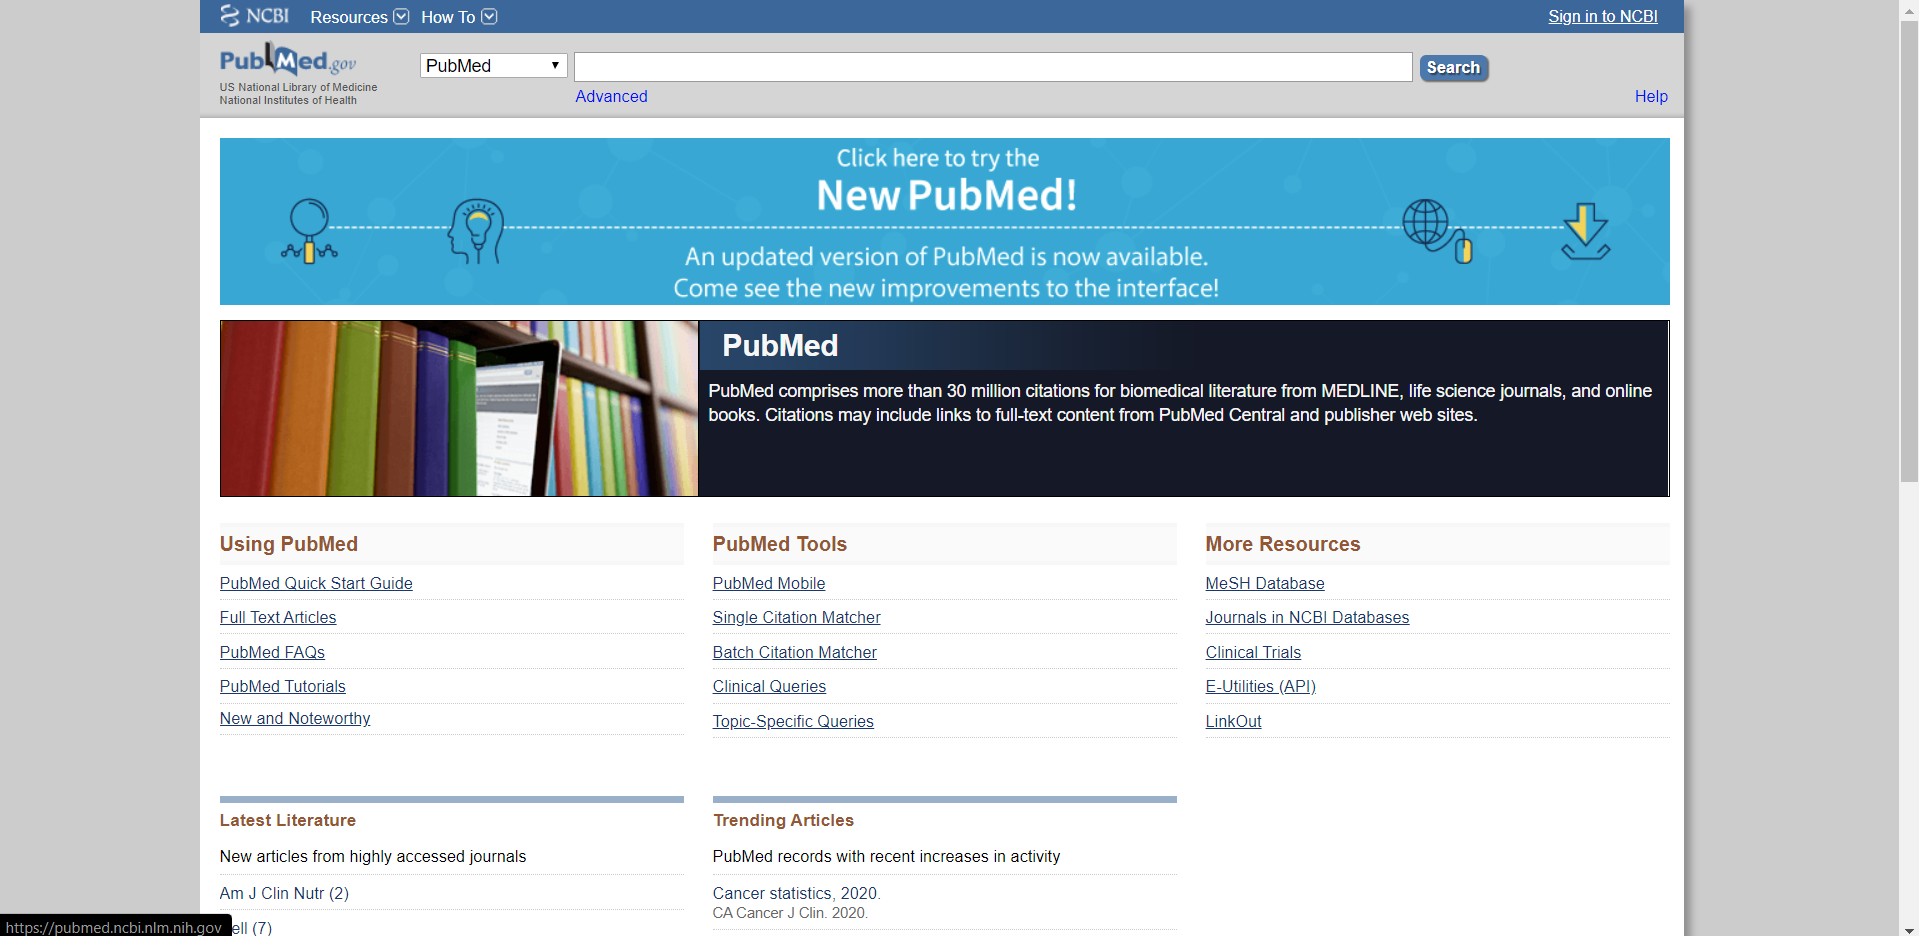 NCBI Resources How To Sign in to NCBI
PubMed.gov
US National Library of Medicine
National Institutes of Health
PubMed
Search
Advanced
Help
Click here to try the
New PubMed!
An updated version of PubMed is now available.
Come see the new improvements to the interface!
PubMed
PubMed comprises more than 30 million citations for biomedical literature from MEDLINE, life science journals, and online
books. Citations may include links to full-text content from PubMed Central and publisher web sites.
Using PubMed
PubMed Quick Start Guide
Full Text Articles
PubMed FAQs
PubMed Tutorials
New and Noteworthy
PubMed Tools
PubMed Mobile
Single Citation Matcher
Batch Citation Matcher
Clinical Queries
Topic-Specific Queries
More Resources
MeSH Database
Journals in NCBI Databases
Clinical Trials
E-Utilities (API)
LinkOut
Latest Literature
New articles from highly accessed journals
Am J Clin Nutr (2)
ell (7)
Trending Articles
PubMed records with recent increases in activity
Cancer statistics, 2020.
CA Cancer J Clin. 2020.
https://pubmed.ncbi.nlm.nih.gov